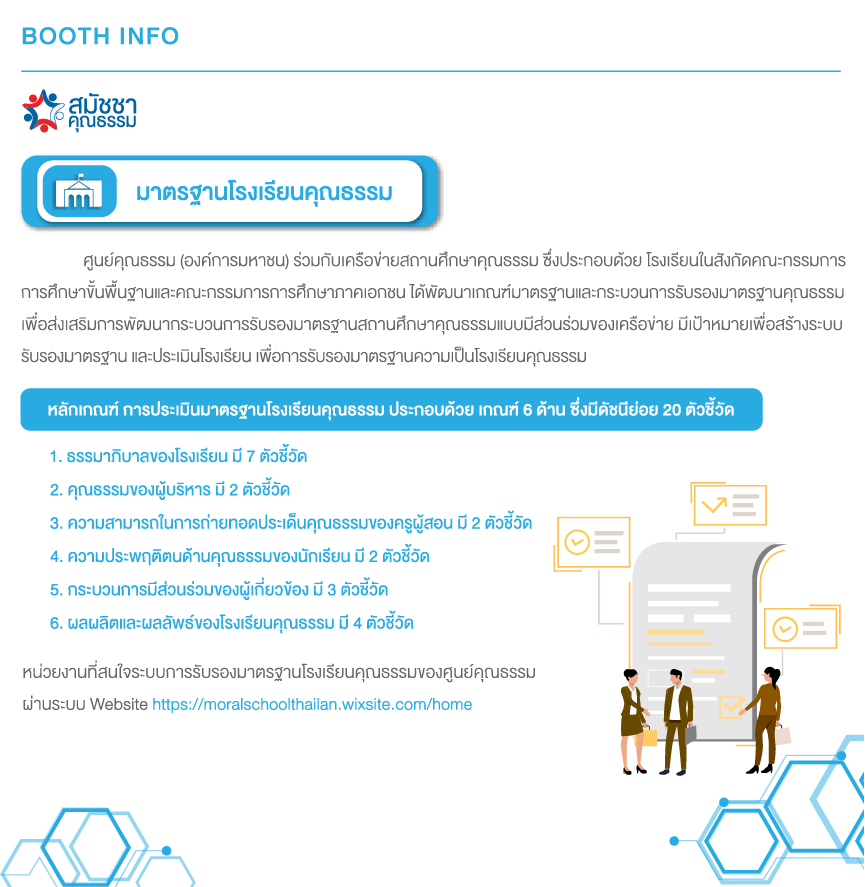 BOOTH INFO
สมัชชา
คุณธรรม
มาตรฐานโรงเรียนคุณธรรม
ศูนย์คุณธรรม (องค์การมหาชน) ร่วมกับเครือข่ายสถานศึกษาคุณธรรม ซึ่งประกอบด้วย โรงเรียนในสังกัดคณะกรรมการ
การศึกษาขั้นพื้นฐานและคณะกรรมการการศึกษาภาคเอกชน ได้พัฒนาเกณฑ์มาตรฐานและกระบวนการรับรองมาตรฐานคุณธรรม
เพื่อส่งเสริมการพัฒนากระบวนการรับรองมาตรฐานสถานศึกษาคุณธรรมแบบมีส่วนร่วมของเครือข่าย มีเป้าหมายเพื่อสร้างระบบ
รับรองมาตรฐาน และประเมินโรงเรียน เพื่อการรับรองมาตรฐานความเป็นโรงเรียนคุณธรรม
หลักเกณฑ์ การประเมินมาตรฐานโรงเรียนคุณธรรม ประกอบด้วย เกณฑ์ 6 ด้าน ซึ่งมีดัชนีย่อย 20 ตัวชี้วัด
1. ธรรมาภิบาลของโรงเรียน มี 7 ตัวชี้วัด
2. คุณธรรมของผู้บริหาร มี 2 ตัวชี้วัด
3. ความสามารถในการถ่ายทอดประเด็นคุณธรรมของครูผู้สอน มี 2 ตัวชี้วัด
4. ความประพฤติตนด้านคุณธรรมของนักเรียน มี 2 ตัวชี้วัด
5. กระบวนการมีส่วนร่วมของผู้เกี่ยวข้อง มี 3 ตัวชี้วัด
6. ผลผลิตและผลลัพธ์ของโรงเรียนคุณธรรม มี 4 ตัวชี้วัด
หน่วยงานที่สนใจระบบการรับรองมาตรฐานโรงเรียนคุณธรรมของศูนย์คุณธรรม
ผ่านระบบ Website https://moralschoolthailan.wixsite.com/home